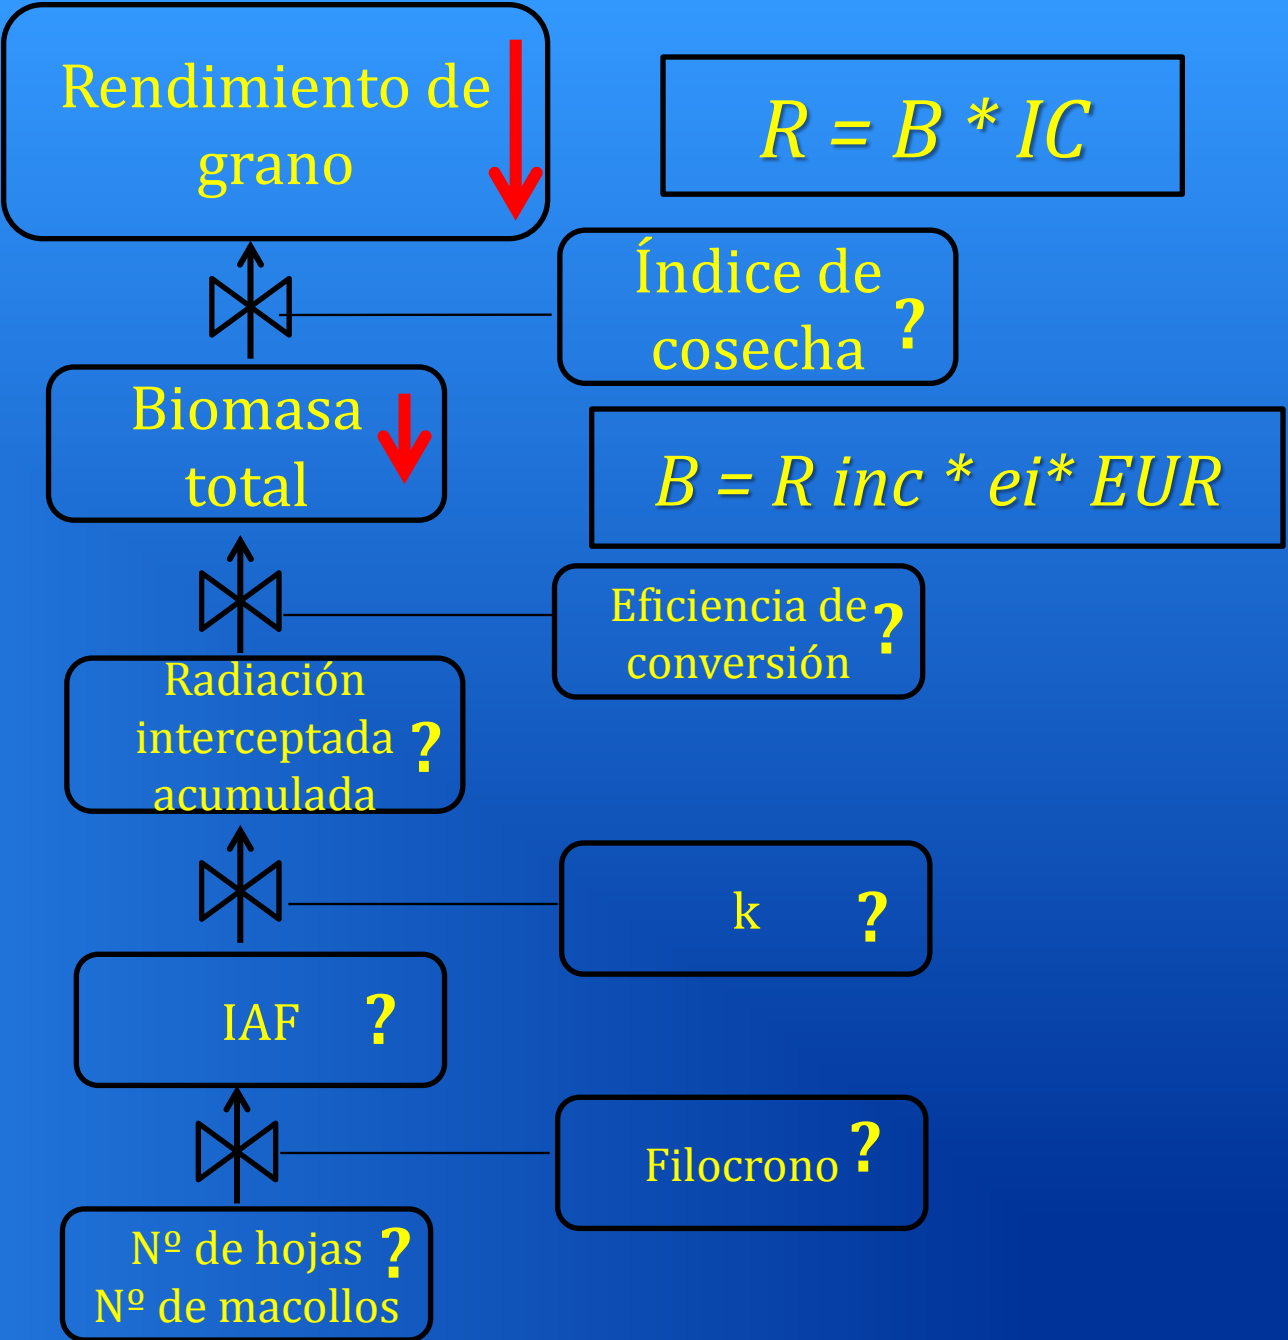 Rendimiento de
grano
R = B * IC
Índice de
cosecha ?
Biomasa
total
B = R inc * ei* EUR
Eficiencia de
conversión ?
Radiación
interceptada ?
acumulada
k ?
IAF ?
Filocrono ?
Nº de hojas ?
Nº de macollos